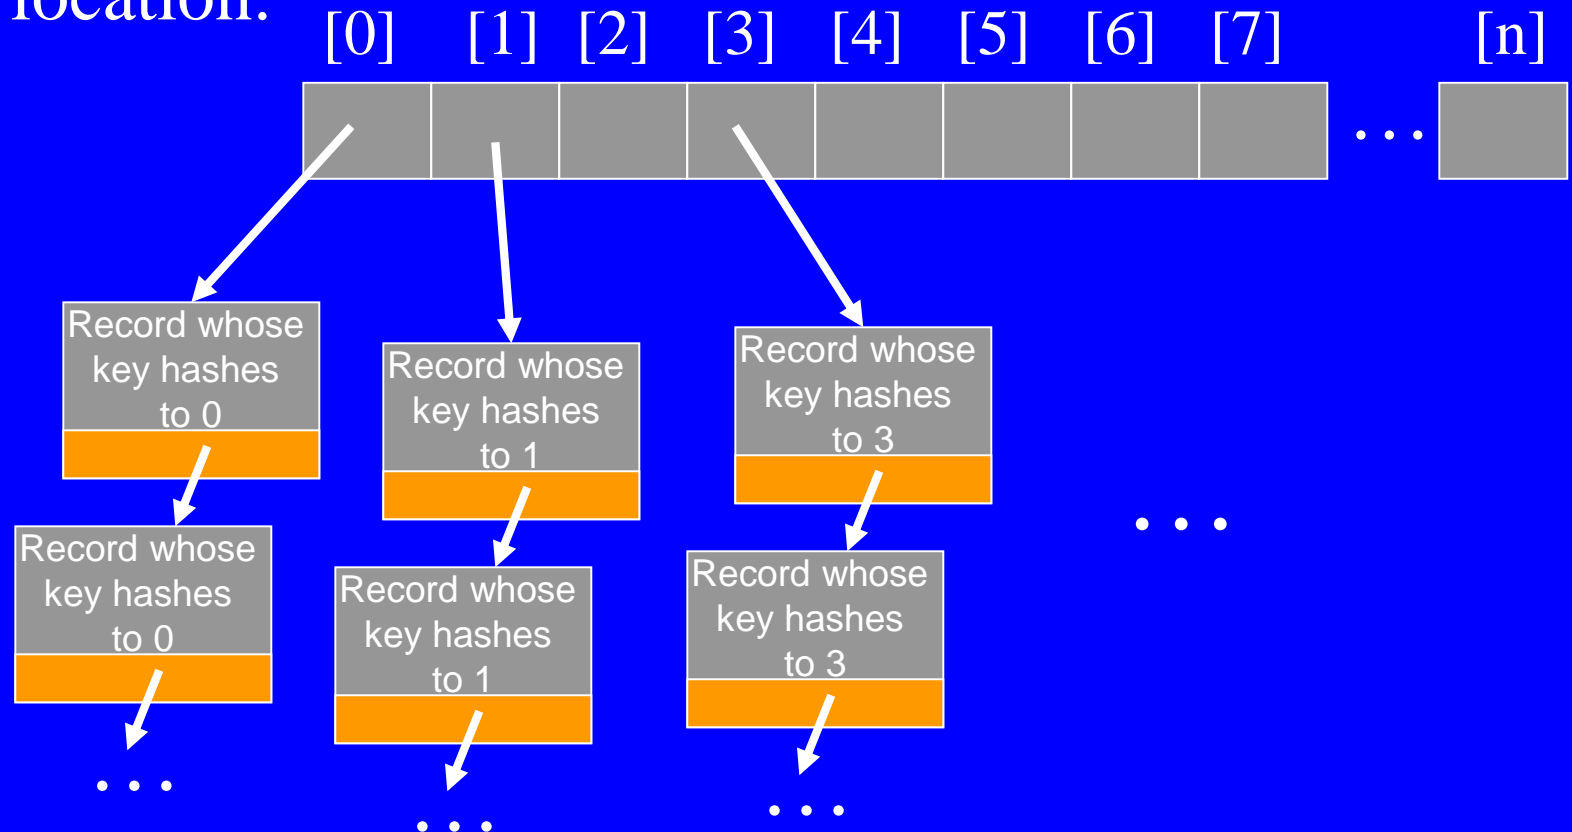 location.
[0] [1] [2] [3] [4] [5] [6] [7] [n]
...
Record whose
key hashes
to 0
Record whose
key hashes
to 1
Record whose
key hashes
to 3
...
Record whose
key hashes
to 0
Record whose
key hashes
to 1
Record whose
key hashes
to 3
...
...
...